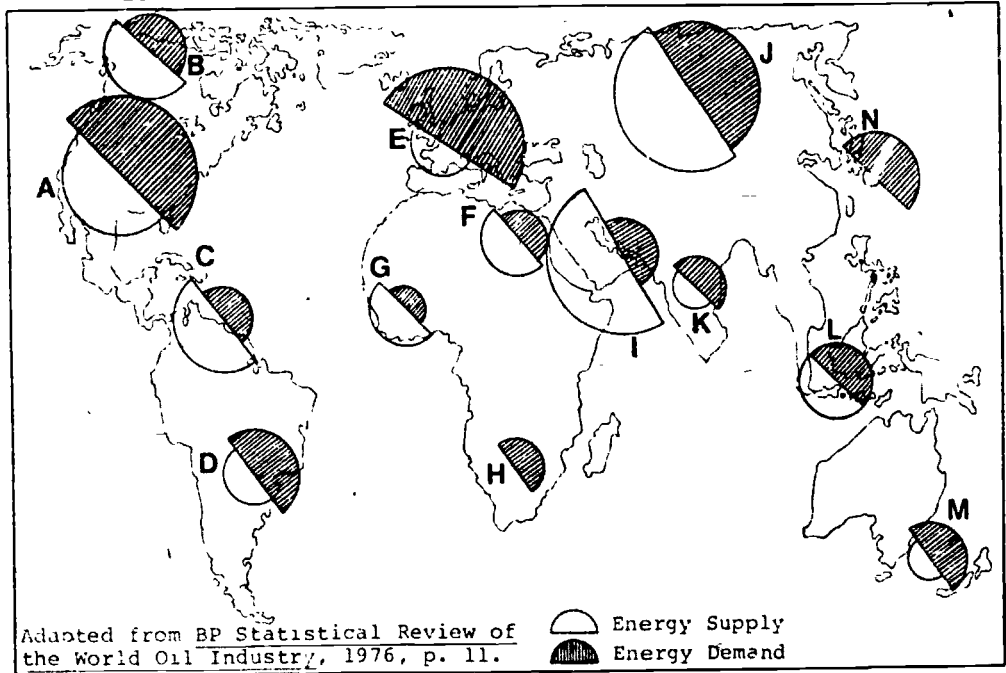 B
J
A
E
N
F
C
G
I
K
L
D
H
M
Adapted from BP Statistical Review of
the World Oil Industry, 1976, p. 11.
Energy Supply
Energy Demand